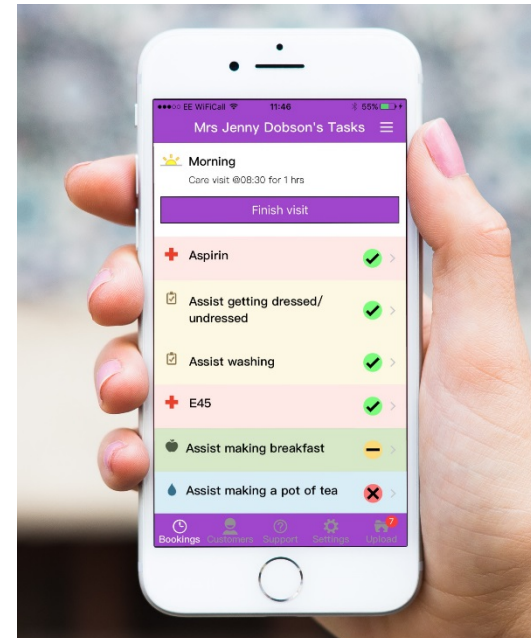 EE WiFiCall 11:46 55%
Mrs Jenny Dobson's Tasks
Morning
Care visit @08:30 for 1 hrs
Finish visit
Aspirin
Assist getting dressed/
undressed
Assist washing
E45
Assist making breakfast
Assist making a pot of tea
7
Bookings Customers Support Settings Upload